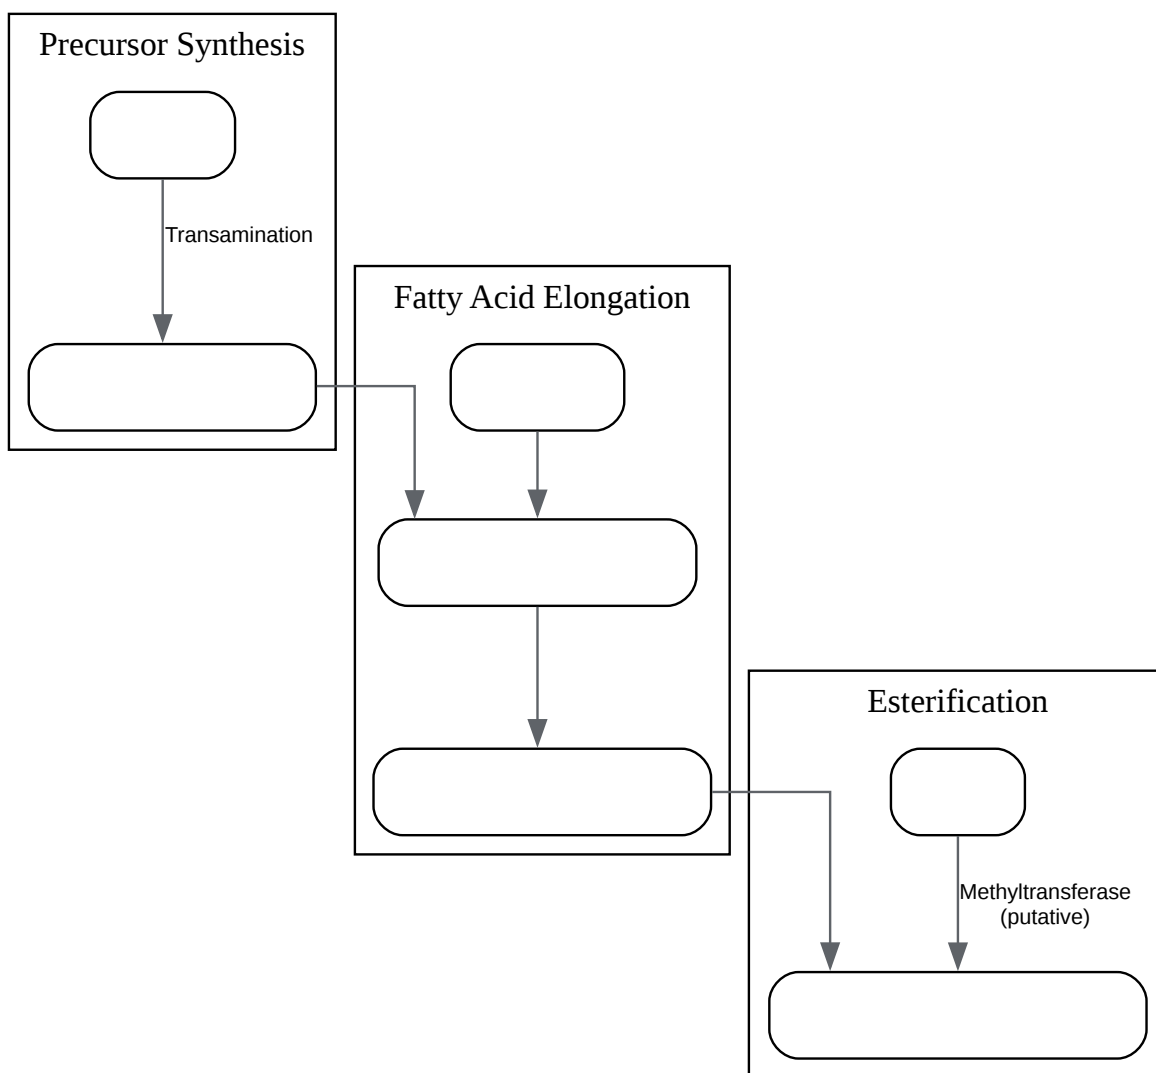 Precursor Synthesis
Transamination
Fatty Acid Elongation
Esterification
Methyltransferase
(putative)